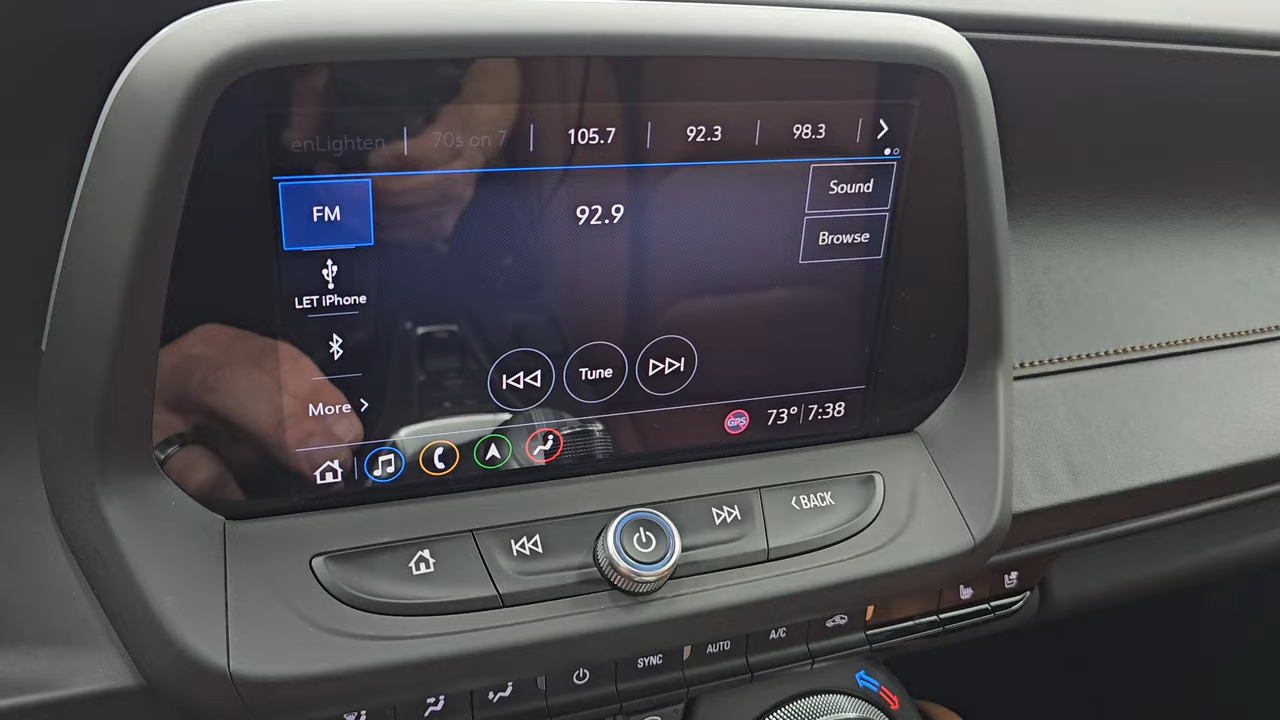 enLighten
70s on 7
105.7
92.3
98.3
FM
92.9
Sound
Browse
LET iPhone
Tune
More
GPS
73° 7:38
BACK
SYNC
AUTO
A/C